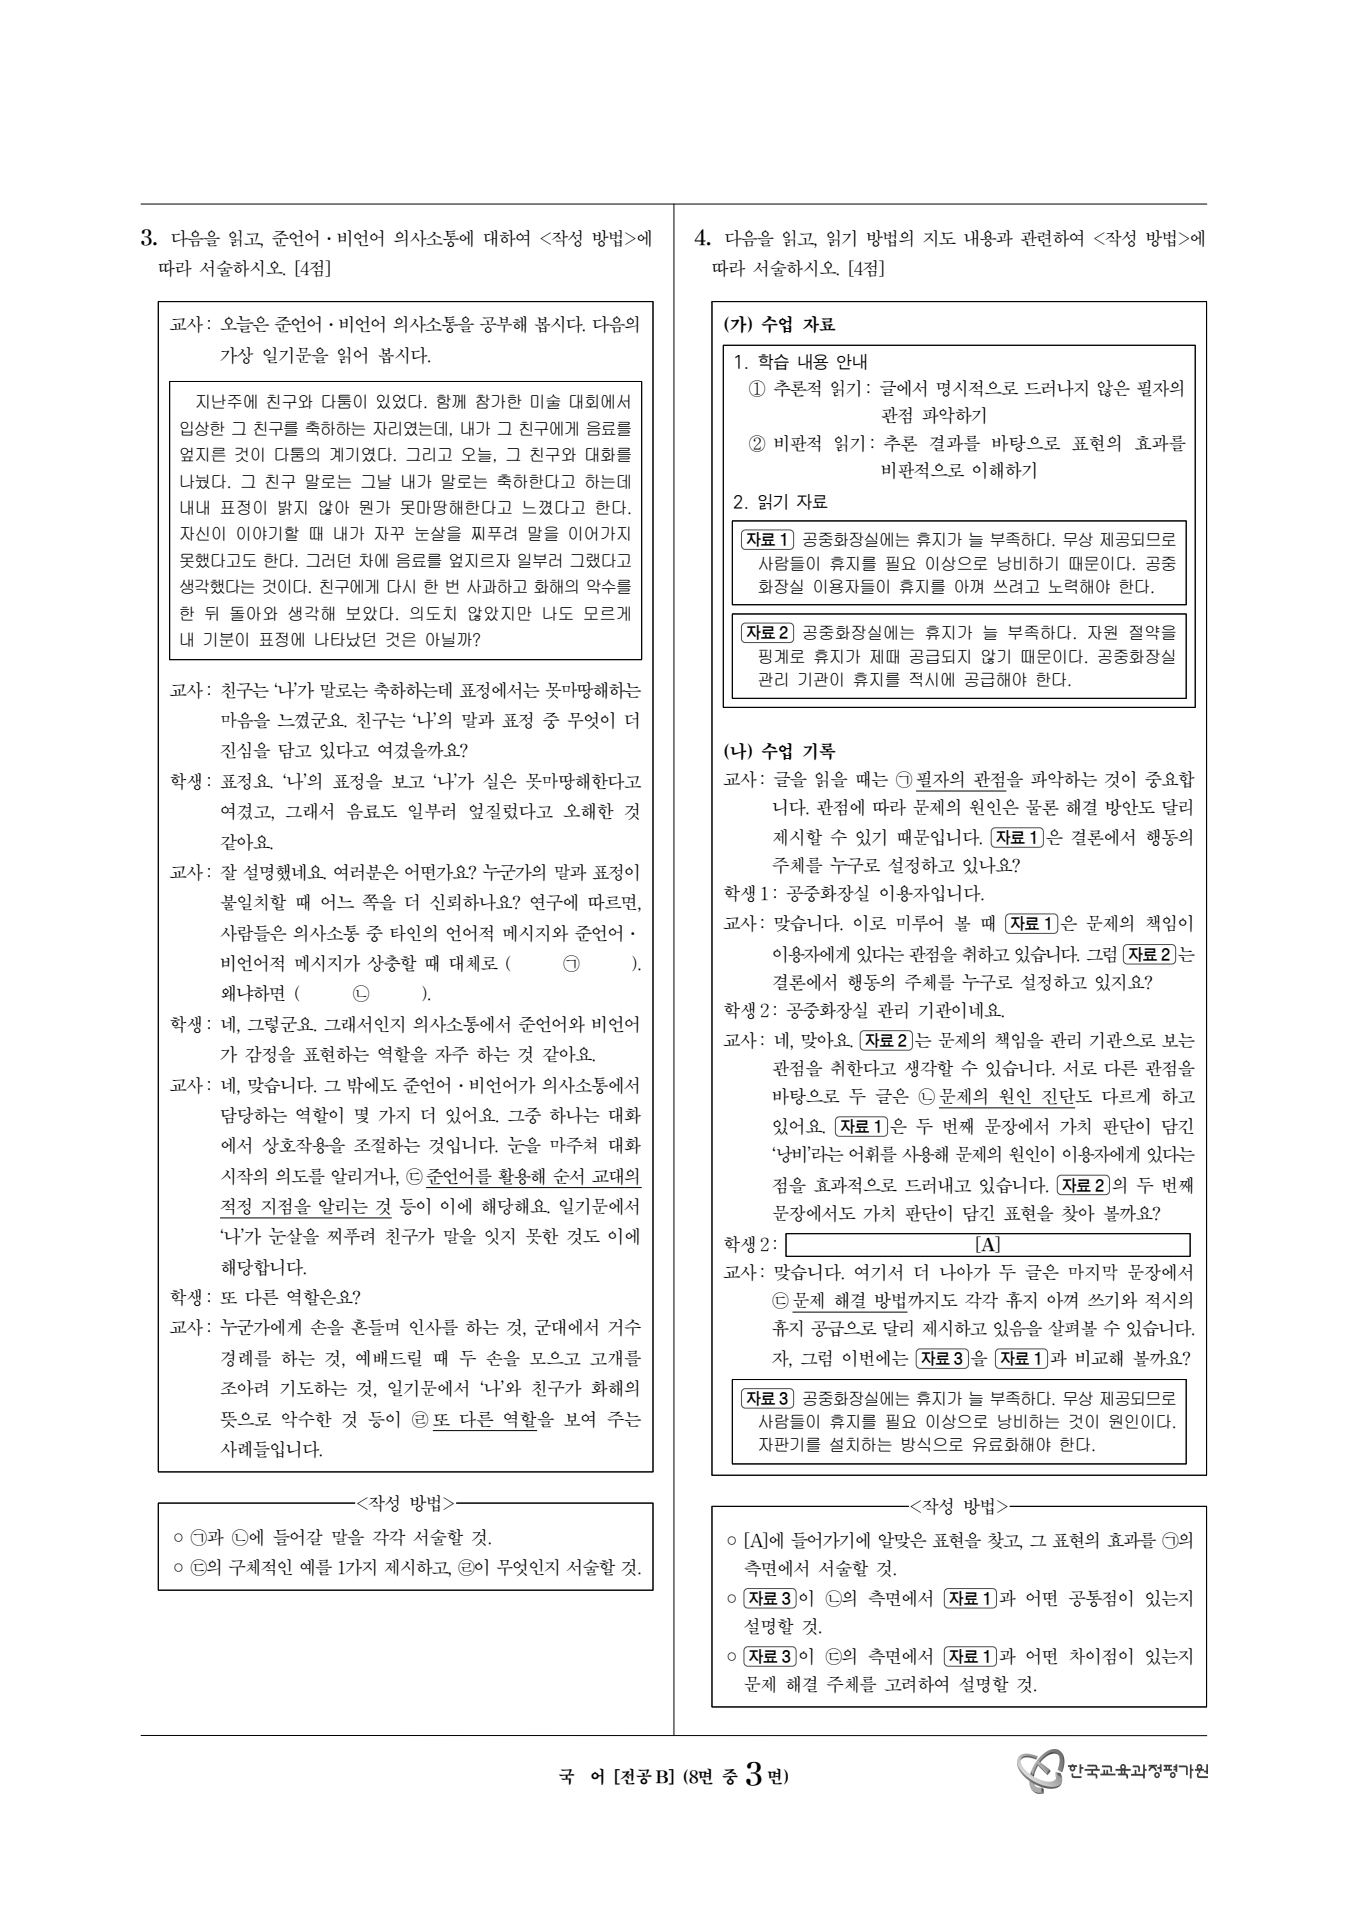 3. 다음을 읽고, 준언어・비언어 의사소통에 대하여 <작성 방법>에
따라 서술하시오. [4점]
교사 : 오늘은 준언어・비언어 의사소통을 공부해 봅시다. 다음의
가상 일기문을 읽어 봅시다.
지난주에 친구와 다툼이 있었다. 함께 참가한 미술 대회에서
입상한 그 친구를 축하하는 자리였는데, 내가 그 친구에게 음료를
엎지른 것이 다툼의 계기였다. 그리고 오늘, 그 친구와 대화를
나눴다. 그 친구 말로는 그날 내가 말로는 축하한다고 하는데
내내 표정이 밝지 않아 뭔가 못마땅해한다고 느꼈다고 한다.
자신이 이야기할 때 내가 자꾸 눈살을 찌푸려 말을 이어가지
못했다고도 한다. 그러던 차에 음료를 엎지르자 일부러 그랬다고
생각했다는 것이다. 친구에게 다시 한 번 사과하고 화해의 악수를
한 뒤 돌아와 생각해 보았다. 의도치 않았지만 나도 모르게
내 기분이 표정에 나타났던 것은 아닐까?
교사 : 친구는 ‘나’가 말로는 축하하는데 표정에서는 못마땅해하는
마음을 느꼈군요. 친구는 ‘나’의 말과 표정 중 무엇이 더
진심을 담고 있다고 여겼을까요?
학생 : 표정요. ‘나’의 표정을 보고 ‘나’가 실은 못마땅해한다고
여겼고, 그래서 음료도 일부러 엎질렀다고 오해한 것
같아요.
교사 : 잘 설명했네요. 여러분은 어떤가요? 누군가의 말과 표정이
불일치할 때 어느 쪽을 더 신뢰하나요? 연구에 따르면,
사람들은 의사소통 중 타인의 언어적 메시지와 준언어・
비언어적 메시지가 상충할 때 대체로 ( ㉠ ).
왜냐하면 ( ㉡ ).
학생 : 네, 그렇군요. 그래서인지 의사소통에서 준언어와 비언어
가 감정을 표현하는 역할을 자주 하는 것 같아요.
교사 : 네, 맞습니다. 그 밖에도 준언어・비언어가 의사소통에서
담당하는 역할이 몇 가지 더 있어요. 그중 하나는 대화
에서 상호작용을 조절하는 것입니다. 눈을 마주쳐 대화
시작의 의도를 알리거나, ㉢준언어를 활용해 순서 교대의
적정 지점을 알리는 것 등이 이에 해당해요. 일기문에서
‘나’가 눈살을 찌푸려 친구가 말을 잇지 못한 것도 이에
해당합니다.
학생 : 또 다른 역할은요?
교사 : 누군가에게 손을 흔들며 인사를 하는 것, 군대에서 거수
경례를 하는 것, 예배드릴 때 두 손을 모으고 고개를
조아려 기도하는 것, 일기문에서 ‘나’와 친구가 화해의
뜻으로 악수한 것 등이 ㉣또 다른 역할을 보여 주는
사례들입니다.
<작성 방법>
○ ㉠과 ㉡에 들어갈 말을 각각 서술할 것.
○ ㉢의 구체적인 예를 1가지 제시하고, ㉣이 무엇인지 서술할 것.
4. 다음을 읽고, 읽기 방법의 지도 내용과 관련하여 <작성 방법>에
따라 서술하시오. [4점]
(가) 수업 자료
1. 학습 내용 안내
① 추론적 읽기 : 글에서 명시적으로 드러나지 않은 필자의
관점 파악하기
② 비판적 읽기 : 추론 결과를 바탕으로 표현의 효과를
비판적으로 이해하기
2. 읽기 자료
자료 1 공중화장실에는 휴지가 늘 부족하다. 무상 제공되므로
사람들이 휴지를 필요 이상으로 낭비하기 때문이다. 공중
화장실 이용자들이 휴지를 아껴 쓰려고 노력해야 한다.
자료 2 공중화장실에는 휴지가 늘 부족하다. 자원 절약을
핑계로 휴지가 제때 공급되지 않기 때문이다. 공중화장실
관리 기관이 휴지를 적시에 공급해야 한다.
(나) 수업 기록
교사 : 글을 읽을 때는 ㉠필자의 관점을 파악하는 것이 중요합
니다. 관점에 따라 문제의 원인은 물론 해결 방안도 달리
제시할 수 있기 때문입니다. 자료 1은 결론에서 행동의
주체를 누구로 설정하고 있나요?
학생1 : 공중화장실 이용자입니다.
교사 : 맞습니다. 이로 미루어 볼 때 자료 1은 문제의 책임이
이용자에게 있다는 관점을 취하고 있습니다. 그럼 자료 2는
결론에서 행동의 주체를 누구로 설정하고 있지요?
학생2 : 공중화장실 관리 기관이네요.
교사 : 네, 맞아요. 자료 2는 문제의 책임을 관리 기관으로 보는
관점을 취한다고 생각할 수 있습니다. 서로 다른 관점을
바탕으로 두 글은 ㉡문제의 원인 진단도 다르게 하고
있어요. 자료 1은 두 번째 문장에서 가치 판단이 담긴
‘낭비’라는 어휘를 사용해 문제의 원인이 이용자에게 있다는
점을 효과적으로 드러내고 있습니다. 자료 2의 두 번째
문장에서도 가치 판단이 담긴 표현을 찾아 볼까요?
학생2 : [A]
교사 : 맞습니다. 여기서 더 나아가 두 글은 마지막 문장에서
㉢문제 해결 방법까지도 각각 휴지 아껴 쓰기와 적시의
휴지 공급으로 달리 제시하고 있음을 살펴볼 수 있습니다.
자, 그럼 이번에는 자료 3을 자료 1과 비교해 볼까요?
자료 3 공중화장실에는 휴지가 늘 부족하다. 무상 제공되므로
사람들이 휴지를 필요 이상으로 낭비하는 것이 원인이다.
자판기를 설치하는 방식으로 유료화해야 한다.
<작성 방법>
○ [A]에 들어가기에 알맞은 표현을 찾고, 그 표현의 효과를 ㉠의
측면에서 서술할 것.
○ 자료 3이 ㉡의 측면에서 자료 1과 어떤 공통점이 있는지
설명할 것.
○ 자료 3이 ㉢의 측면에서 자료 1과 어떤 차이점이 있는지
문제 해결 주체를 고려하여 설명할 것.
국 어 [전공 B] (8면 중 3 면)
한국교육과정평가원